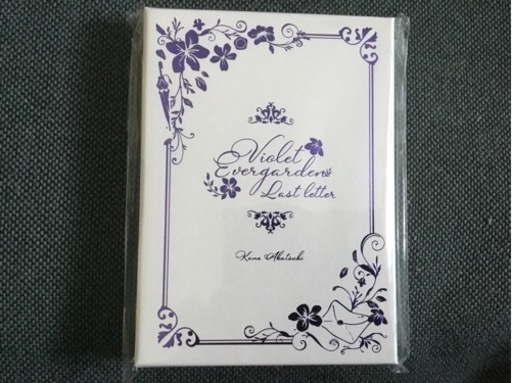 Violet
Evergarden
Last letter
Kana Akatsuki